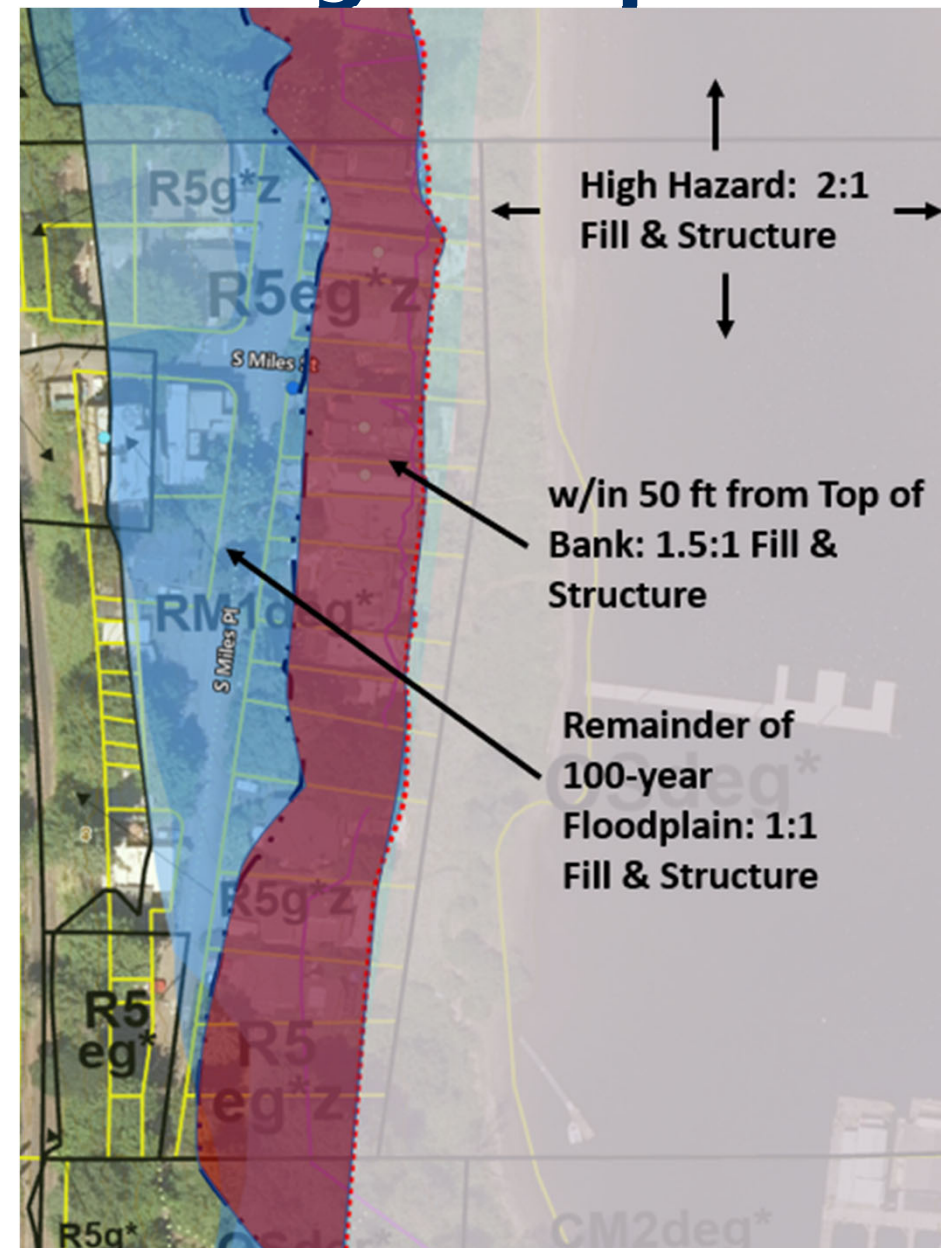 R5g*z
High Hazard: 2:1
Fill & Structure
R5eg*z
S Miles St
w/in 50 ft from Top of
Bank: 1.5:1 Fill &
Structure
RM1deg*
S Miles Pl
Remainder of
100-year
Floodplain: 1:1
Fill & Structure
OSdeg*
R5g*z
R5
eg*
R5
eg*z
R5g*
OSdeg*
CM2deg*